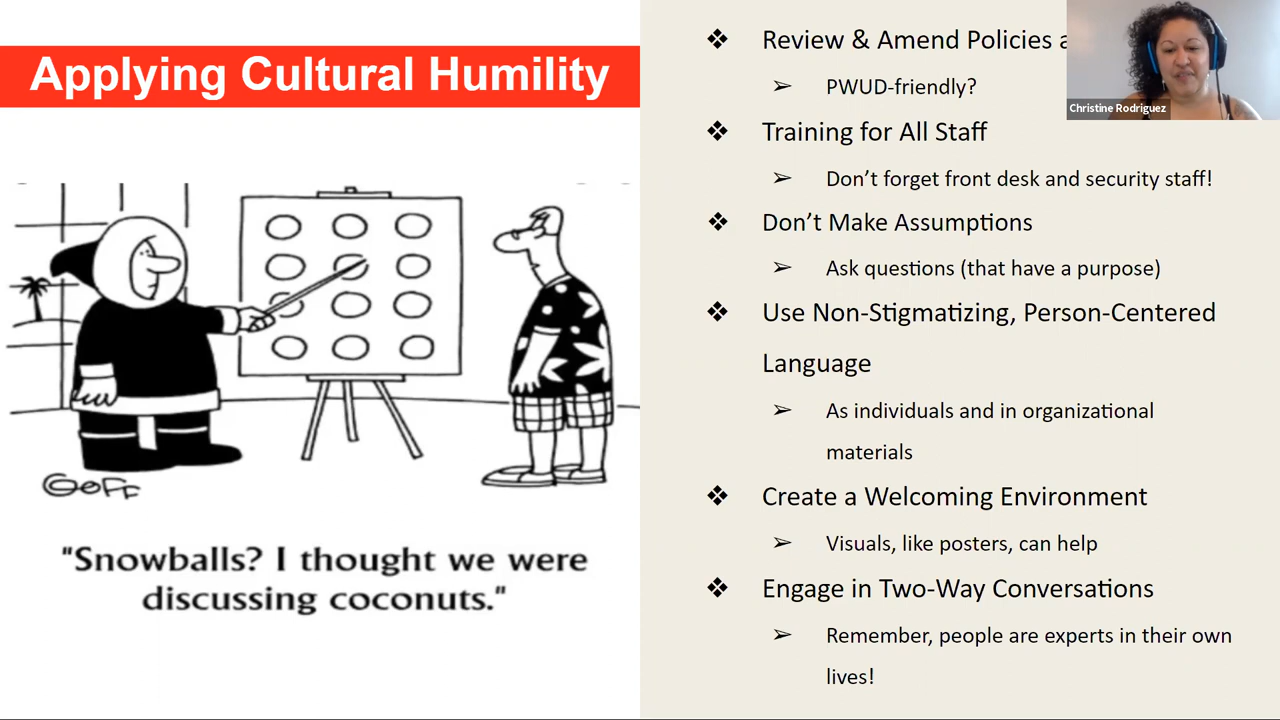 Applying Cultural Humility
GOFF
"Snowballs? I thought we were
discussing coconuts."
❖ Review & Amend Policies
➢ PWUD-friendly?
❖ Training for All Staff
➢ Don't forget front desk and security staff!
❖ Don't Make Assumptions
➢ Ask questions (that have a purpose)
❖ Use Non-Stigmatizing, Person-Centered
Language
➢ As individuals and in organizational
materials
❖ Create a Welcoming Environment
➢ Visuals, like posters, can help
❖ Engage in Two-Way Conversations
➢ Remember, people are experts in their own
lives!
Christine Rodriguez